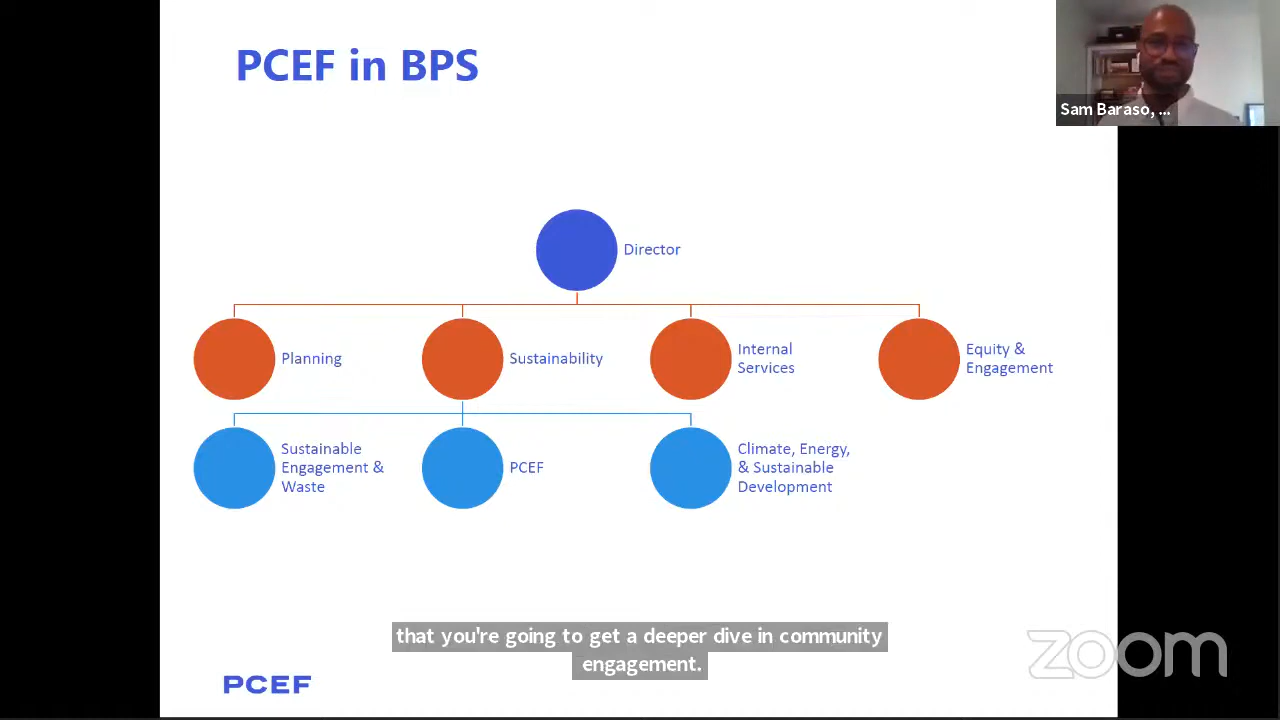 PCEF in BPS
Sam Baraso, ...
Director
Planning
Sustainability
Internal
Services
Equity &
Engagement
Sustainable
Engagement &
Waste
PCEF
Climate, Energy,
& Sustainable
Development
that you're going to get a deeper dive in community
engagement.
PCEF
zoom